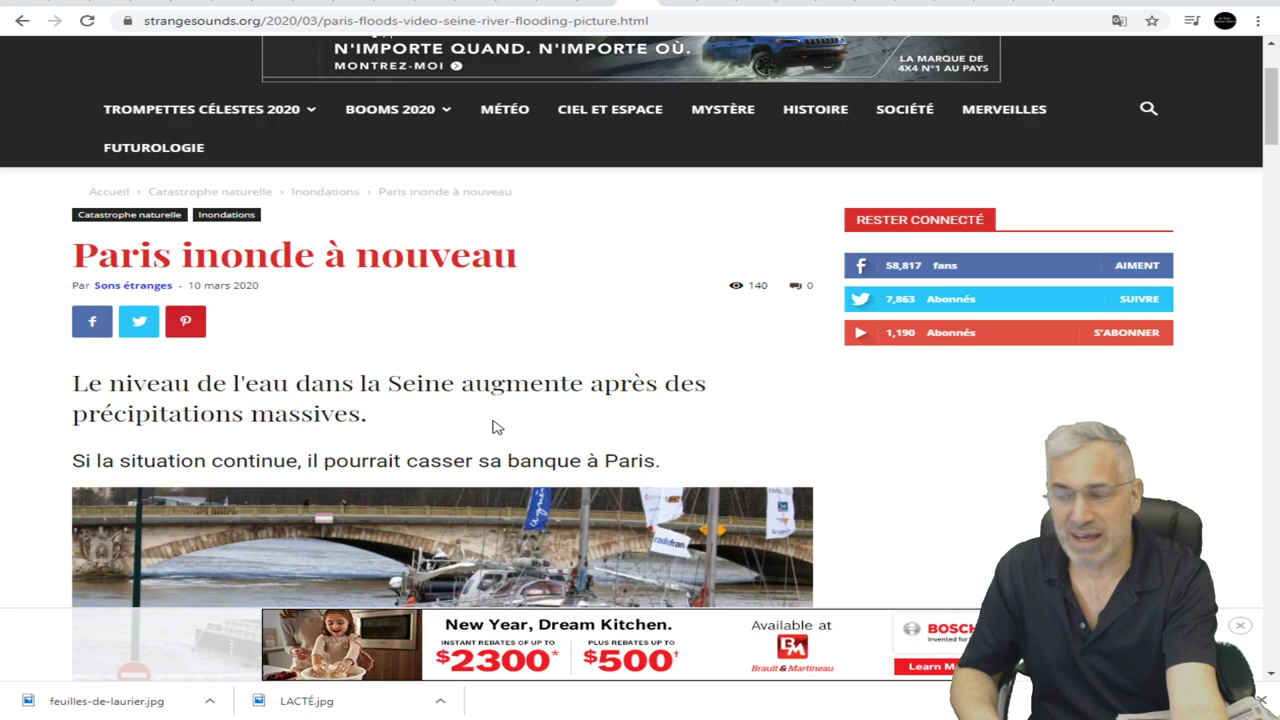 strangesounds.org/2020/03/paris-floods-video-seine-river-flooding-picture.html
N'IMPORTE QUAND. N'IMPORTE OÙ.
MONTREZ-MOI
LA MARQUE DE
4X4 N°1 AU PAYS
TROMPETTES CÉLESTES 2020 BOOMS 2020 MÉTÉO CIEL ET ESPACE MYSTÈRE HISTOIRE SOCIÉTÉ MERVEILLES
FUTUROLOGIE
Accueil › Catastrophe naturelle › Inondations › Paris inonde à nouveau
Catastrophe naturelle Inondations
Paris inonde à nouveau
Par Sons étranges - 10 mars 2020 140 0
RESTER CONNECTÉ
58,817 fans AIMENT
7,863 Abonnés SUIVRE
1,190 Abonnés S'ABONNER
Le niveau de l'eau dans la Seine augmente après des
précipitations massives.
Si la situation continue, il pourrait casser sa banque à Paris.
New Year, Dream Kitchen.
INSTANT REBATES OF UP TO
$2300*
PLUS REBATES UP TO
$500†
Available at
BM
Brault & Martineau
BOSCH
Invented for
Learn M
feuilles-de-laurier.jpg LACTÉ.jpg